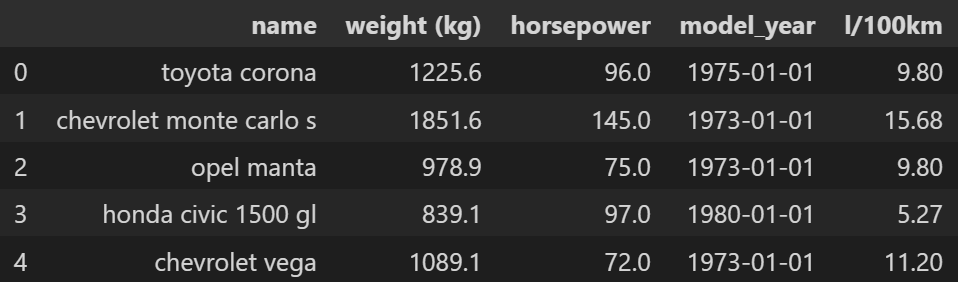 name weight (kg) horsepower model_year l/100km
0 toyota corona 1225.6 96.0 1975-01-01 9.80
1 chevrolet monte carlo s 1851.6 145.0 1973-01-01 15.68
2 opel manta 978.9 75.0 1973-01-01 9.80
3 honda civic 1500 gl 839.1 97.0 1980-01-01 5.27
4 chevrolet vega 1089.1 72.0 1973-01-01 11.20